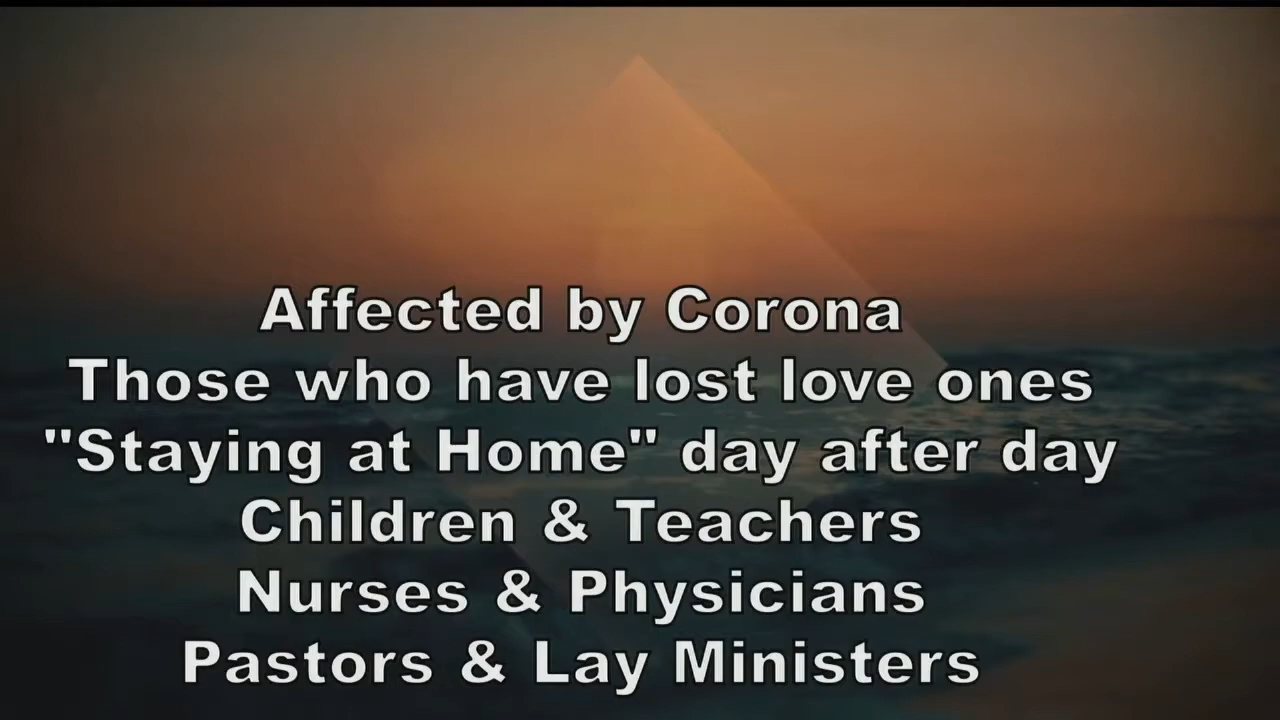 Affected by Corona
Those who have lost love ones
"Staying at Home" day after day
Children & Teachers
Nurses & Physicians
Pastors & Lay Ministers